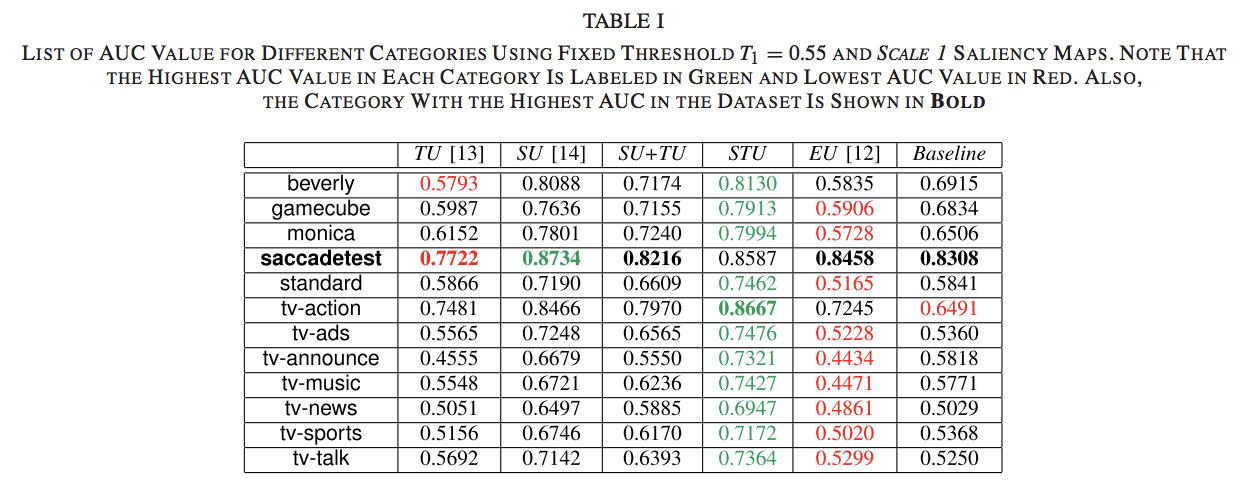 TABLE I
LIST OF AUC VALUE FOR DIFFERENT CATEGORIES USING FIXED THRESHOLD T1 = 0.55 AND SCALE 1 SALIENCY MAPS. NOTE THAT
THE HIGHEST AUC VALUE IN EACH CATEGORY IS LABELED IN GREEN AND LOWEST AUC VALUE IN RED. ALSO,
THE CATEGORY WITH THE HIGHEST AUC IN THE DATASET IS SHOWN IN BOLD
TU [13] SU [14] SU+TU STU EU [12] Baseline
beverly 0.5793 0.8088 0.7174 0.8130 0.5835 0.6915
gamecube 0.5987 0.7636 0.7155 0.7913 0.5906 0.6834
monica 0.6152 0.7801 0.7240 0.7994 0.5728 0.6506
saccadetest 0.7722 0.8734 0.8216 0.8587 0.8458 0.8308
standard 0.5866 0.7190 0.6609 0.7462 0.5165 0.5841
tv-action 0.7481 0.8466 0.7970 0.8667 0.7245 0.6491
tv-ads 0.5565 0.7248 0.6565 0.7476 0.5228 0.5360
tv-announce 0.4555 0.6679 0.5550 0.7321 0.4434 0.5818
tv-music 0.5548 0.6721 0.6236 0.7427 0.4471 0.5771
tv-news 0.5051 0.6497 0.5885 0.6947 0.4861 0.5029
tv-sports 0.5156 0.6746 0.6170 0.7172 0.5020 0.5368
tv-talk 0.5692 0.7142 0.6393 0.7364 0.5299 0.5250